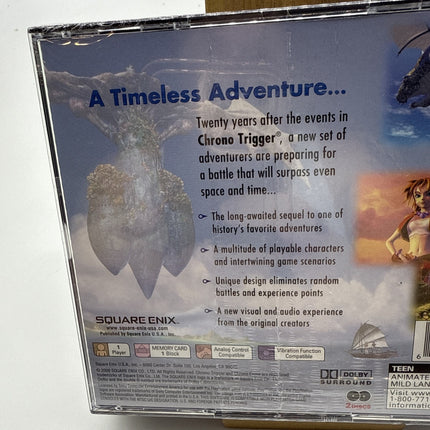 A Timeless Adventure...
Twenty years after the events in
Chrono Trigger®, a new set of
adventurers are preparing for
a battle that will surpass even
space and time...
The long-awaited sequel to one of
history's favorite adventures
A multitude of playable characters
and intertwining game scenarios
Unique design eliminates random
battles and experience points
A new visual and audio experience
from the original creators
SQUARE ENIX
www.square-enix-usa.com
Published by Square Enix U.S.A., Inc.
1
Player
MEMORY CARD
1 Block
Analog Control
Compatible
Vibration Function
Compatible
DOLBY
SURROUND
2 DISCS
6
TEEN
ANIMATE
MILD LAN
Visit www
1-800-771